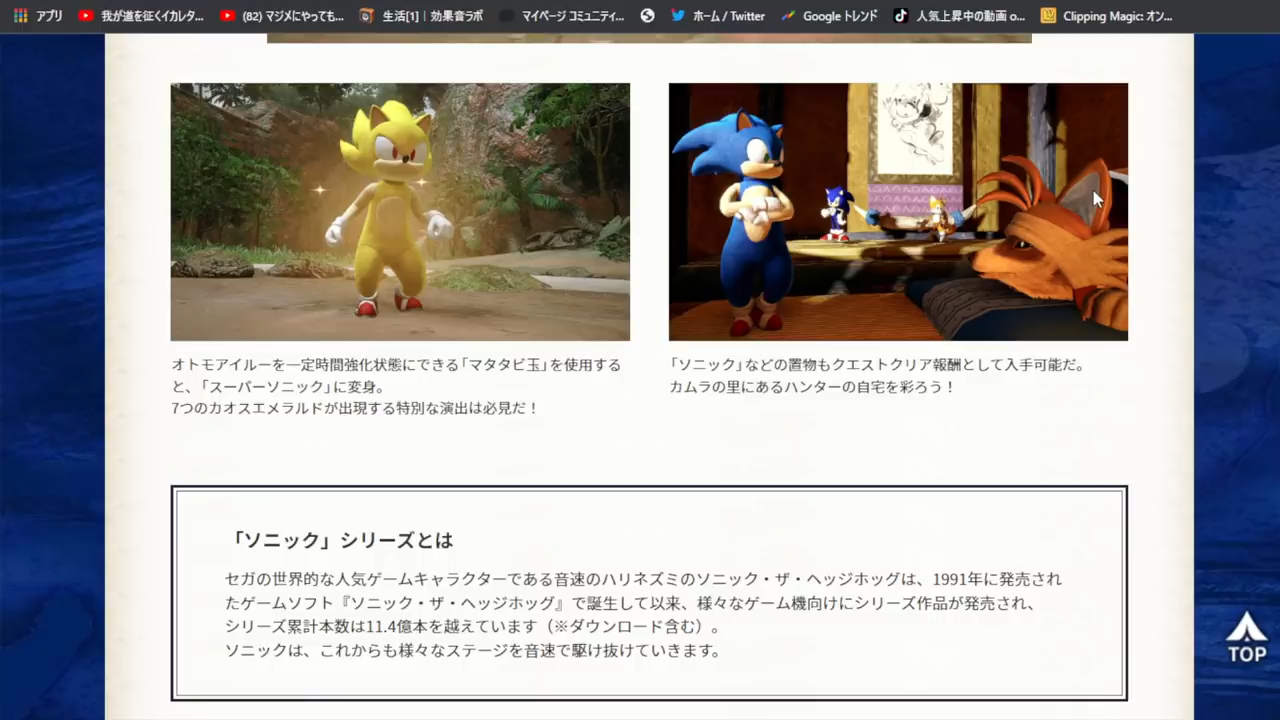 アプリ
我が道を征くイカレタ...
(82) マジメにやっても...
生活[1] | 効果音ラボ
マイページ コミュニティ...
ホーム / Twitter
Google トレンド
人気上昇中の動画 o...
Clipping Magic: オン...
オトモアイルーを一定時間強化状態にできる「マタタビ玉」を使用する
と、「スーパーソニック」に変身。
7つのカオスエメラルドが出現する特別な演出は必見だ！
「ソニック」などの置物もクエストクリア報酬として入手可能だ。
カムラの里にあるハンターの自宅を彩ろう！
「ソニック」シリーズとは
セガの世界的な人気ゲームキャラクターである音速のハリネズミのソニック・ザ・ヘッジホッグは、1991年に発売され
たゲームソフト『ソニック・ザ・ヘッジホッグ』で誕生して以来、様々なゲーム機向けにシリーズ作品が発売され、
シリーズ累計本数は11.4億本を越えています（※ダウンロード含む）。
ソニックは、これからも様々なステージを音速で駆け抜けていきます。
TOP